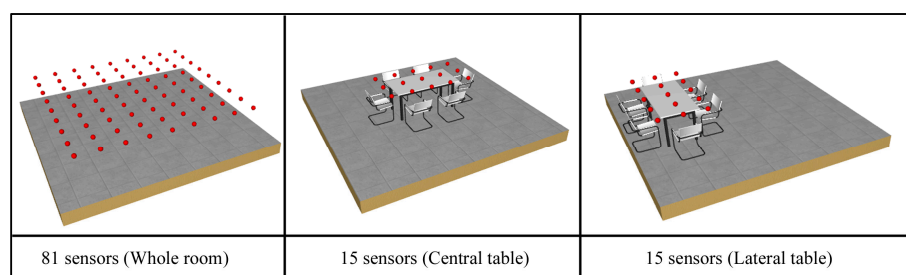 81 sensors (Whole room)
15 sensors (Central table)
15 sensors (Lateral table)